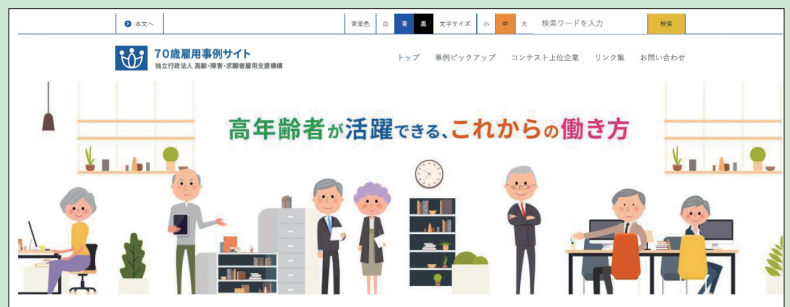 本文へ
背景色 白 青 黒 文字サイズ 小 中 大 検索ワードを入力 検索
70歳雇用事例サイト
独立行政法人 高齢・障害・求職者雇用支援機構
トップ 事例ピックアップ コンテスト上位企業 リンク集 お問い合わせ
高年齢者が活躍できる、これからの働き方